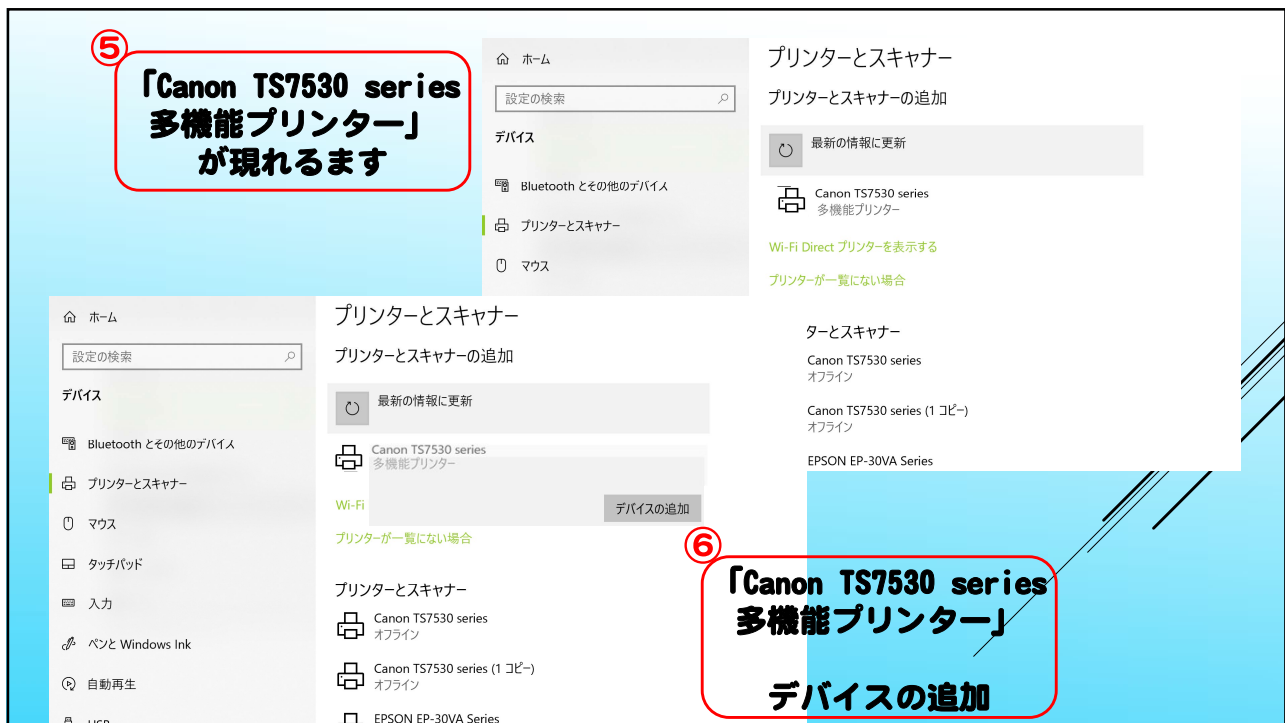 ⑤
「Canon TS7530 series
多機能プリンター」
が現れるます
ホーム
設定の検索
デバイス
Bluetooth とその他のデバイス
プリンターとスキャナー
マウス
プリンターとスキャナー
プリンターとスキャナーの追加
最新の情報に更新
Canon TS7530 series
多機能プリンター
Wi-Fi Direct プリンターを表示する
プリンターが一覧にない場合
ターとスキャナー
Canon TS7530 series
オフライン
Canon TS7530 series (1 コピー)
オフライン
EPSON EP-30VA Series
ホーム
設定の検索
デバイス
Bluetooth とその他のデバイス
プリンターとスキャナー
マウス
タッチパッド
入力
ペンと Windows Ink
自動再生
USB
プリンターとスキャナー
プリンターとスキャナーの追加
最新の情報に更新
Canon TS7530 series
多機能プリンター
Wi-Fi
デバイスの追加
プリンターが一覧にない場合
プリンターとスキャナー
Canon TS7530 series
オフライン
Canon TS7530 series (1 コピー)
オフライン
EPSON EP-30VA Series
⑥
「Canon TS7530 series
多機能プリンター」
デバイスの追加